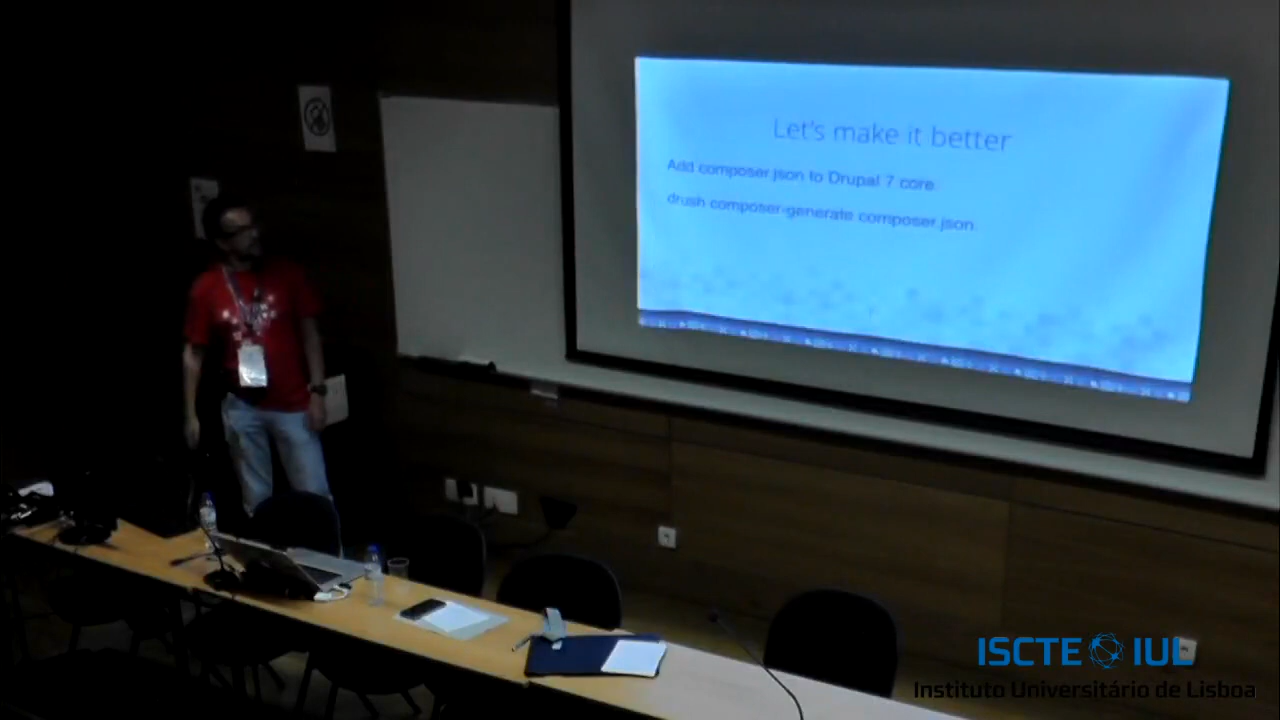 Let's make it better
Add composer.json to Drupal 7 core.
drush composer-generate composer.json.
ISCTE IUL
Instituto Universitário de Lisboa